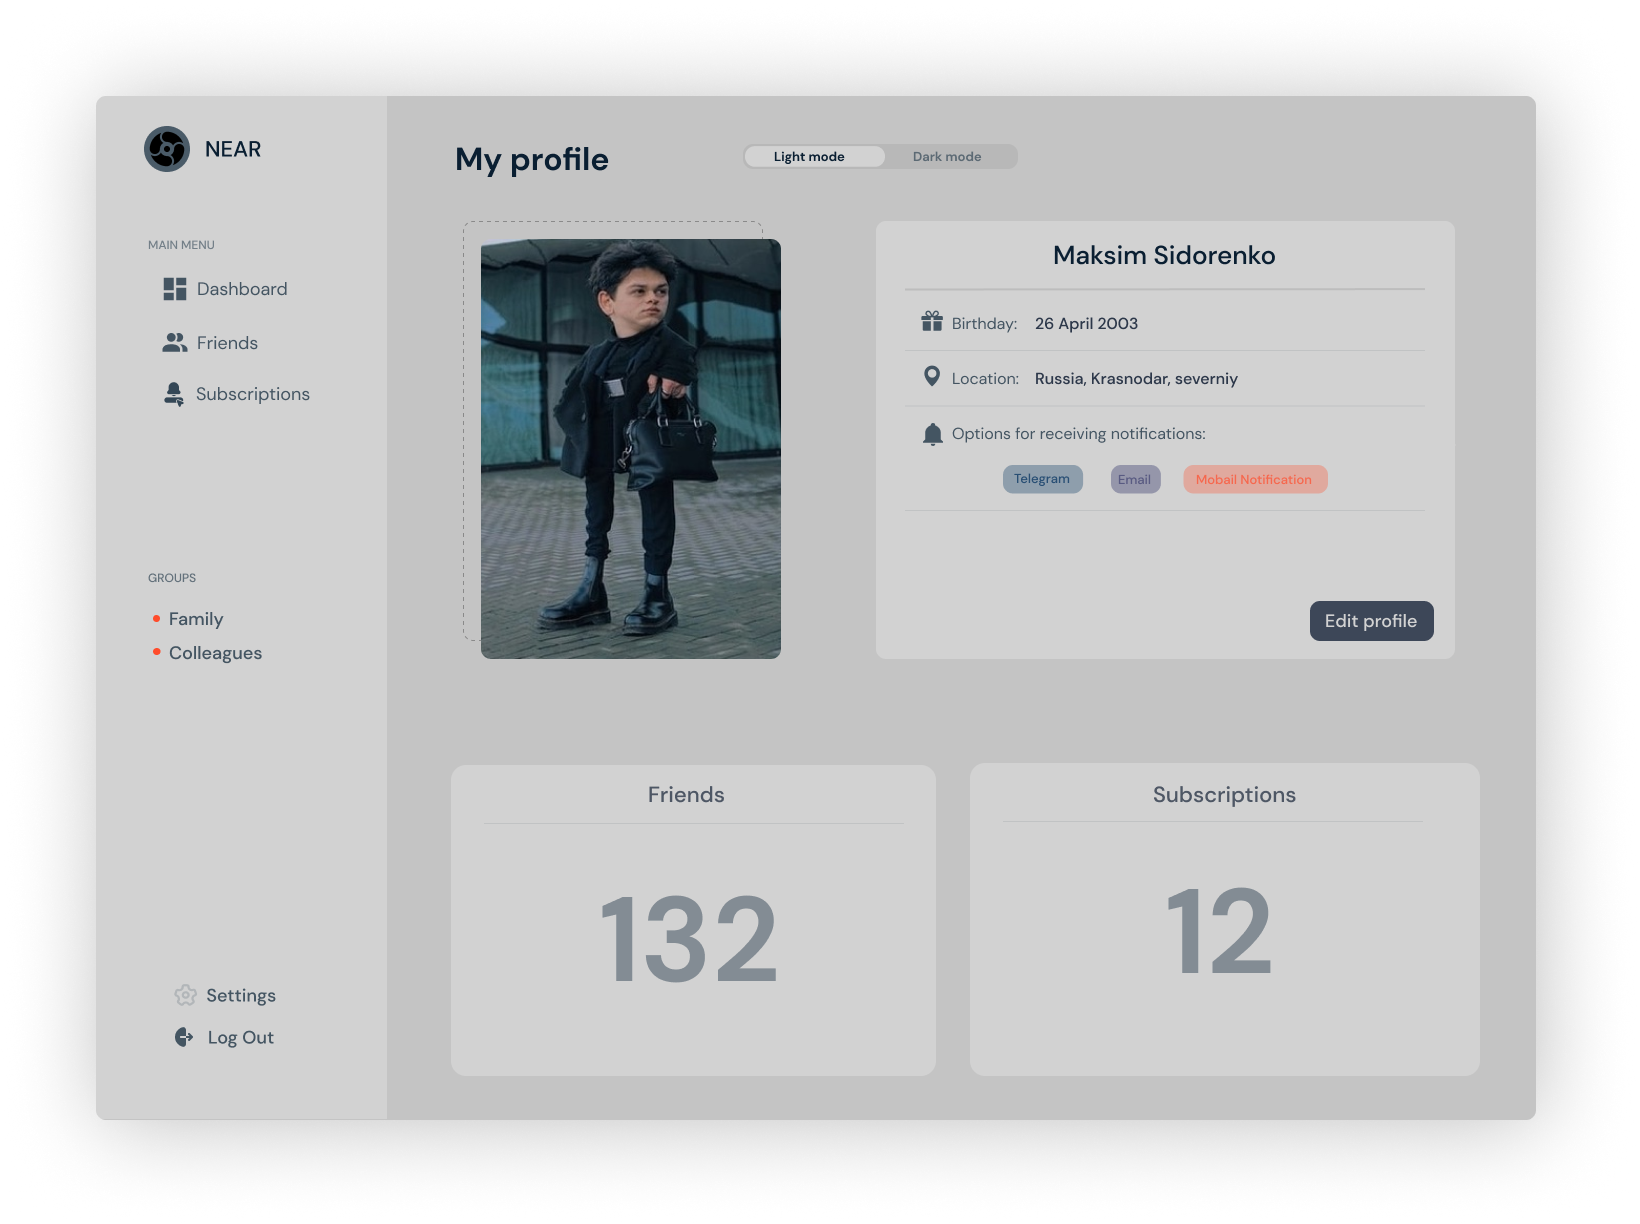 NEAR
My profile
Light mode
Dark mode
MAIN MENU
Dashboard
Friends
Subscriptions
GROUPS
Family
Colleagues
Settings
Log Out
Maksim Sidorenko
Birthday: 26 April 2003
Location: Russia, Krasnodar, severniy
Options for receiving notifications:
Telegram
Email
Mobail Notification
Edit profile
Friends
132
Subscriptions
12